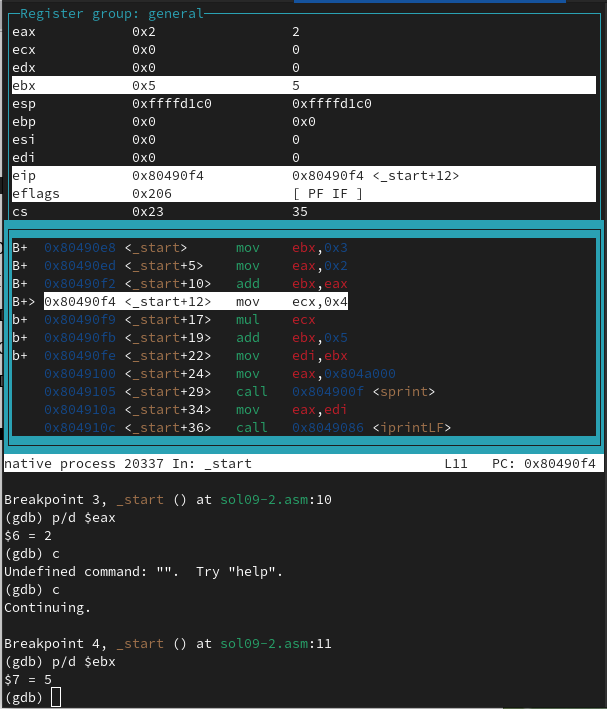 Register group: general
eax 0x2 2
ecx 0x0 0
edx 0x0 0
ebx 0x5 5
esp 0xffffd1c0 0xffffd1c0
ebp 0x0 0x0
esi 0x0 0
edi 0x0 0
eip 0x80490f4 0x80490f4 <_start+12>
eflags 0x206 [ PF IF ]
cs 0x23 35
B+ 0x80490e8 <_start> mov ebx,0x3
B+ 0x80490ed <_start+5> mov eax,0x2
B+ 0x80490f2 <_start+10> add ebx,eax
B+> 0x80490f4 <_start+12> mov ecx,0x4
b+ 0x80490f9 <_start+17> mul ecx
b+ 0x80490fb <_start+19> add ebx,0x5
b+ 0x80490fe <_start+22> mov edi,ebx
0x8049100 <_start+24> mov eax,0x804a000
0x8049105 <_start+29> call 0x804900f <sprint>
0x804910a <_start+34> mov eax,edi
0x804910c <_start+36> call 0x8049086 <iprintLF>
native process 20337 In: _start L11 PC: 0x80490f4
Breakpoint 3, _start () at sol09-2.asm:10
(gdb) p/d $eax
$6 = 2
(gdb) с
Undefined command: "". Try "help".
(gdb) c
Continuing.
Breakpoint 4, _start () at sol09-2.asm:11
(gdb) p/d $ebx
$7 = 5
(gdb)